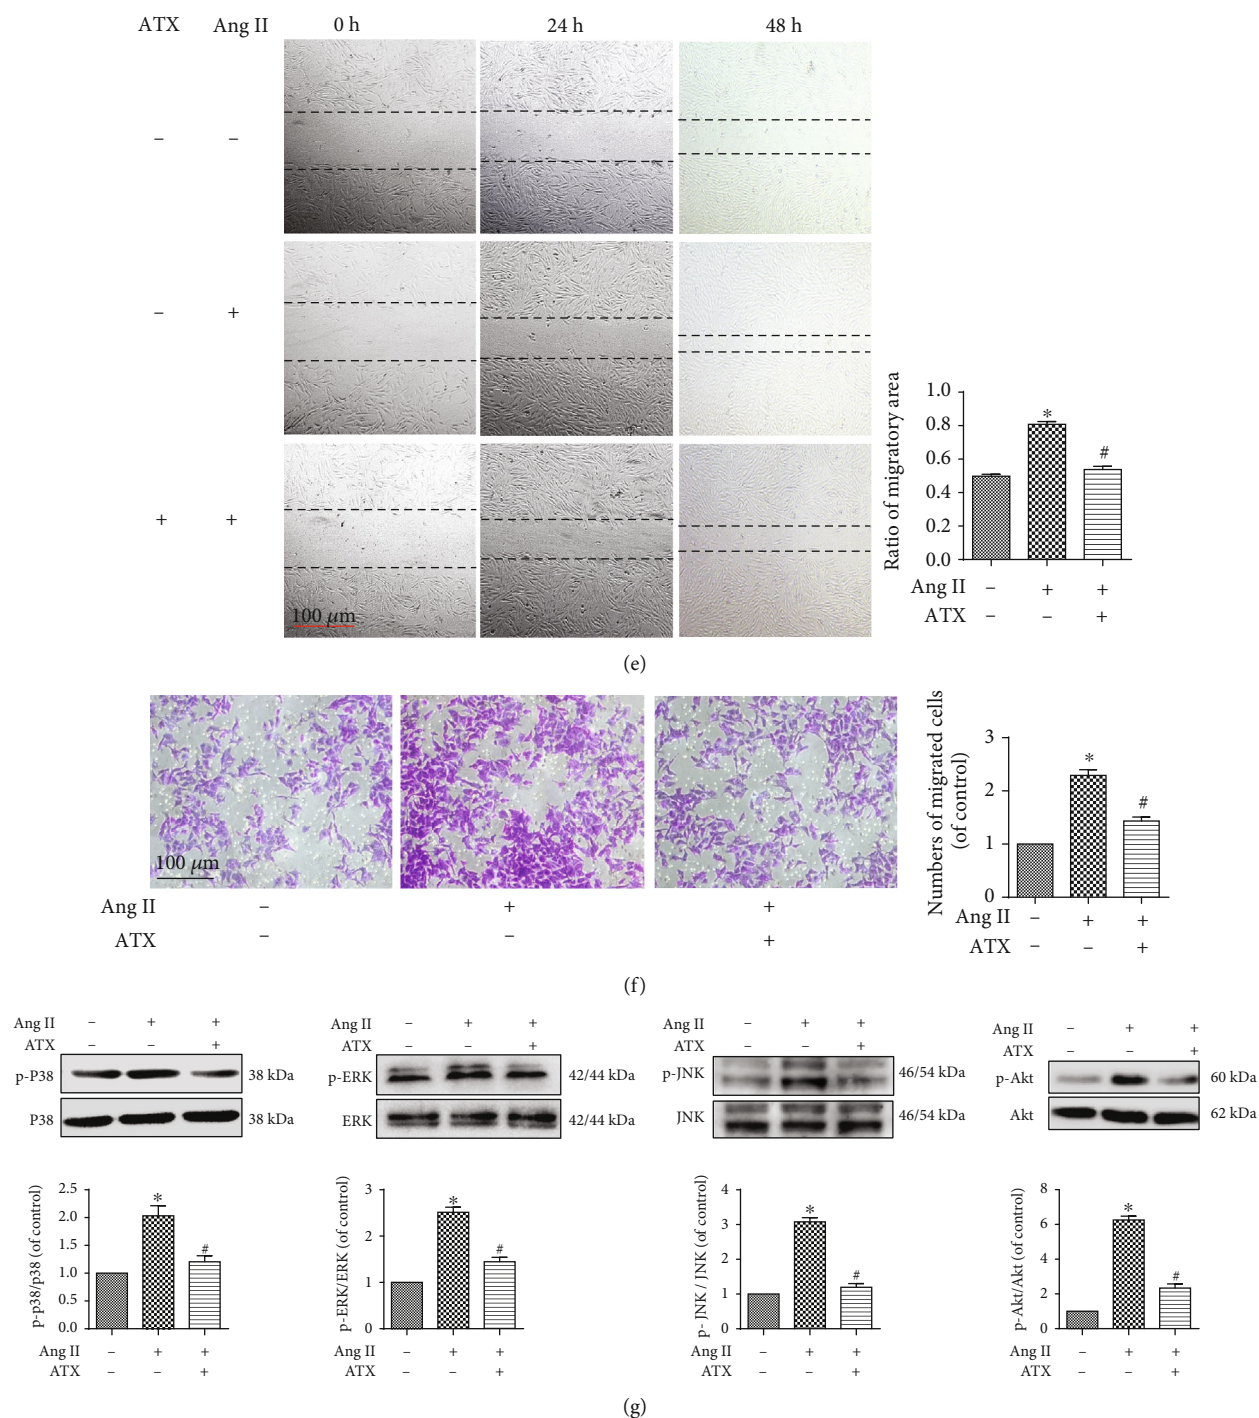 ATX Ang II 0 h 24 h 48 h
– –
– +
+ +
100 μm
Ratio of migratory area
1.0
0.8
0.6
0.4
0.2
0.0
*
#
Ang II – + +
ATX – – +
(e)
100 μm
Ang II – + +
ATX – – +
Numbers of migrated cells
(of control)
3
2
1
0
*
#
Ang II – + +
ATX – – +
(f)
Ang II – + +
ATX – – +
p-P38 38 kDa
P38 38 kDa
p-p38/p38 (of control)
2.5
2.0
1.5
1.0
0.5
0.0
*
#
Ang II – + +
ATX – – +
Ang II – + +
ATX – – +
p-ERK 42/44 kDa
ERK 42/44 kDa
p-ERK/ERK (of control)
3
2
1
0
*
#
Ang II – + +
ATX – – +
Ang II – + +
ATX – – +
p-JNK 46/54 kDa
JNK 46/54 kDa
p- JNK / JNK (of control)
4
3
2
1
0
*
#
Ang II – + +
ATX – – +
Ang II – + +
ATX – – +
p-Akt 60 kDa
Akt 62 kDa
p-Akt/Akt (of control)
8
6
4
2
0
*
#
Ang II – + +
ATX – – +
(g)